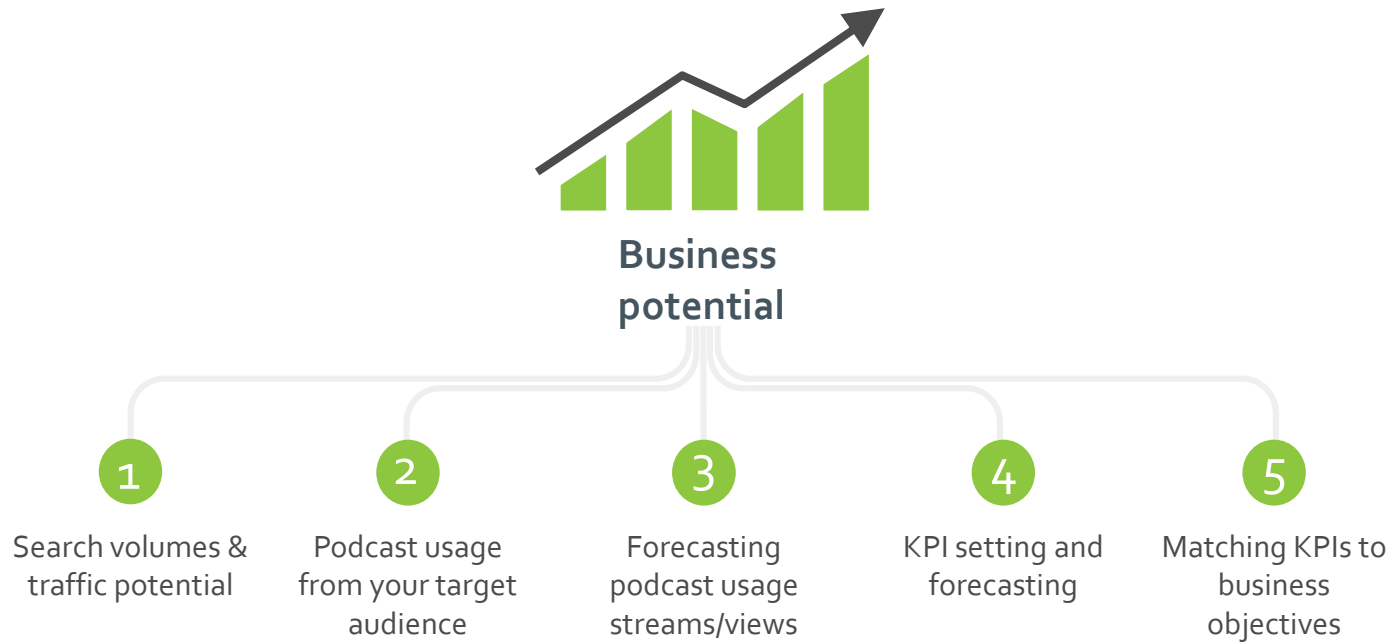 Business
potential
1
Search volumes &
traffic potential
2
Podcast usage
from your target
audience
3
Forecasting
podcast usage
streams/views
4
KPI setting and
forecasting
5
Matching KPIs to
business
objectives